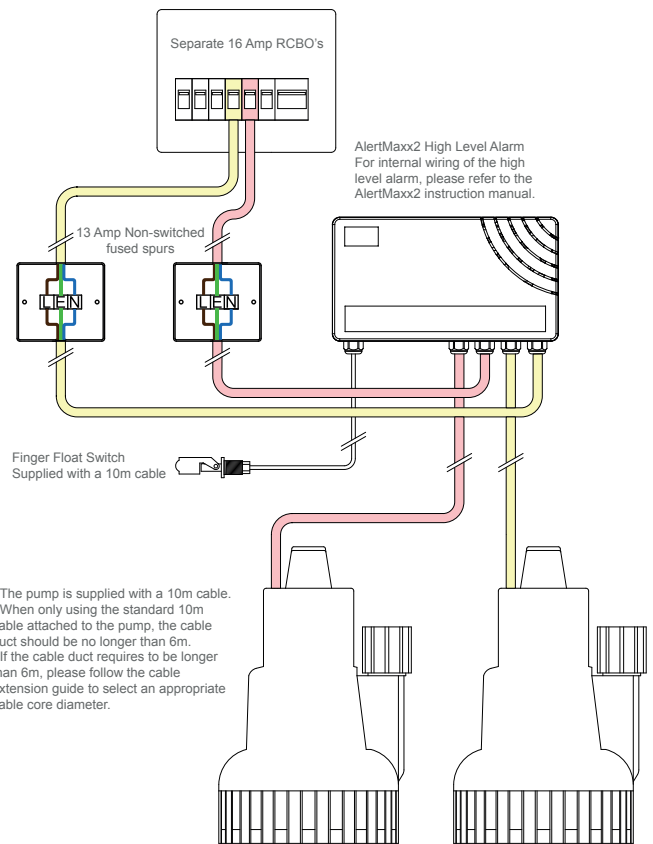 Separate 16 Amp RCBO's
AlertMaxx2 High Level Alarm
For internal wiring of the high
level alarm, please refer to the
AlertMaxx2 instruction manual.
13 Amp Non-switched
fused spurs
L E N
L E N
Finger Float Switch
Supplied with a 10m cable
The pump is supplied with a 10m cable.
When only using the standard 10m
able attached to the pump, the cable
uct should be no longer than 6m.
If the cable duct requires to be longer
han 6m, please follow the cable
xtension guide to select an appropriate
able core diameter.